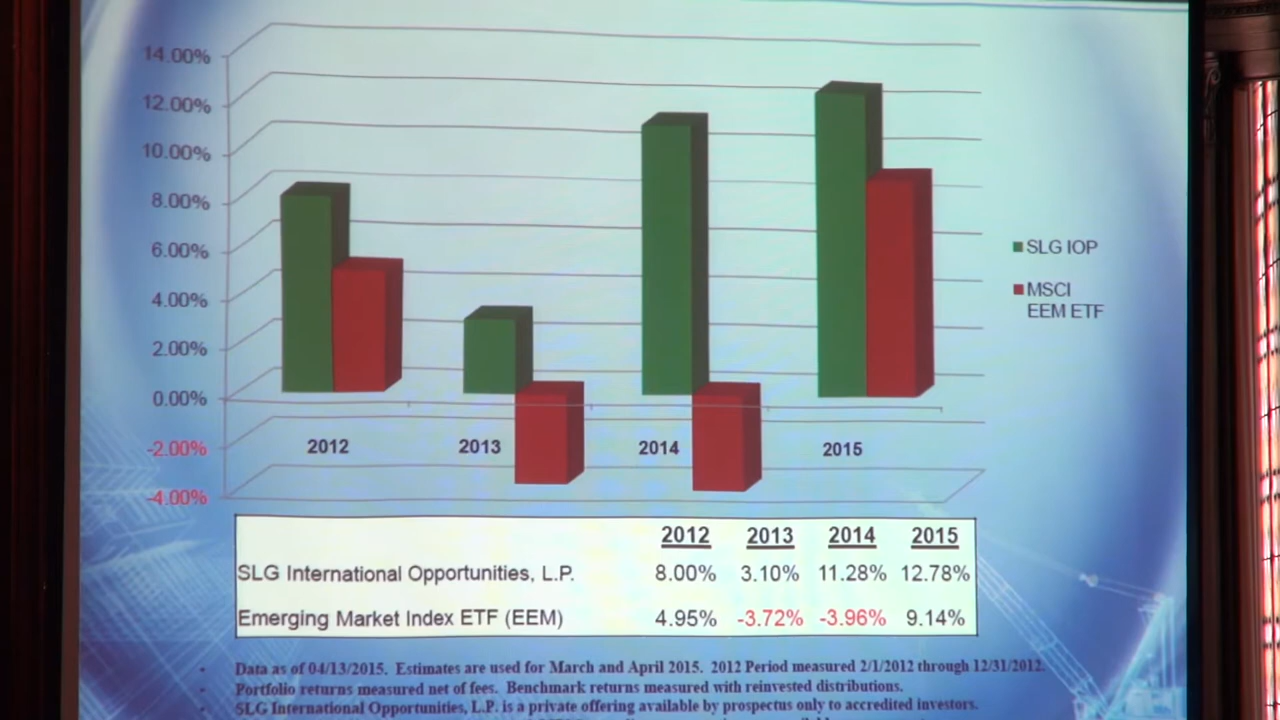 14.00%
12.00%
10.00%
8.00%
6.00%
4.00%
2.00%
0.00%
-2.00%
-4.00%
2012 2013 2014 2015
SLG IOP
MSCI
EEM ETF
2012 2013 2014 2015
SLG International Opportunities, L.P. 8.00% 3.10% 11.28% 12.78%
Emerging Market Index ETF (EEM) 4.95% -3.72% -3.96% 9.14%
Data as of 04/13/2015. Estimates are used for March and April 2015. 2012 Period measured 2/1/2012 through 12/31/2012.
Portfolio returns measured net of fees. Benchmark returns measured with reinvested distributions.
SLG International Opportunities, L.P. is a private offering available by prospectus only to accredited investors.